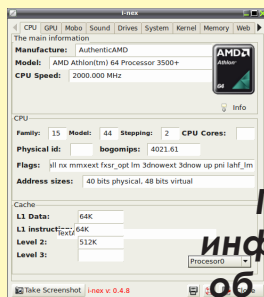 i-nex
CPU GPU Mobo Sound Drives System Kernel Memory Web
The main information
Manufacture: AuthenticAMD
Model: AMD Athlon(tm) 64 Processor 3500+
CPU Speed: 2000.000 MHz
AMD
Athlon
64
Info
CPU
Family: 15 Model: 44 Stepping: 2 CPU Cores:
Physical id: bogomips: 4021.61
Flags: all nx mmxext fxsr_opt lm 3dnowext 3dnow up pni lahf_lm
Address sizes: 40 bits physical, 48 bits virtual
Cache
L1 Data: 64K
L1 instruction: 64K
Level 2: 512K
Level 3:
Procesor0
инф
об
Take Screenshot i-nex v: 0.4.8